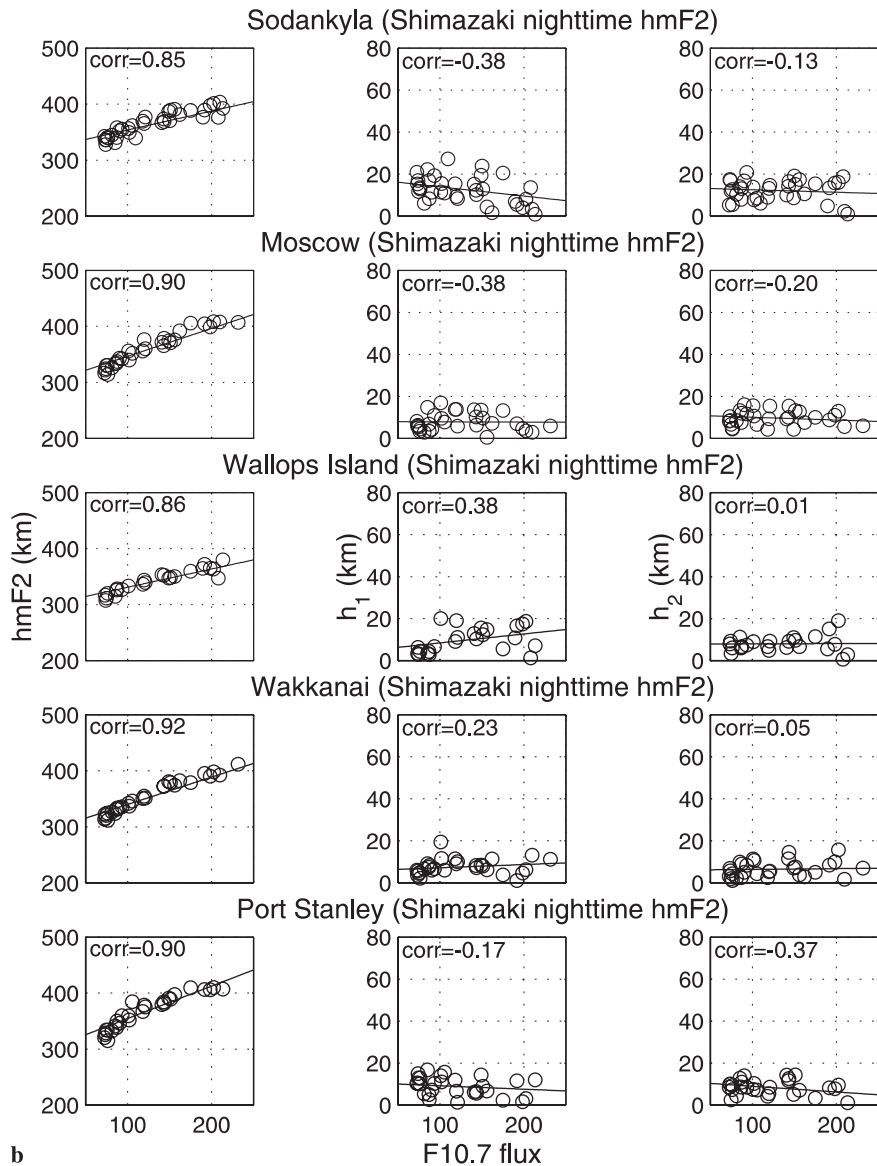 Sodankyla (Shimazaki nighttime hmF2)
500
400
300
200
corr=0.85
80
60
40
20
0
corr=-0.38
80
60
40
20
0
corr=-0.13
Moscow (Shimazaki nighttime hmF2)
500
400
300
200
corr=0.90
80
60
40
20
0
corr=-0.38
80
60
40
20
0
corr=-0.20
Wallops Island (Shimazaki nighttime hmF2)
hmF2 (km)
500
400
300
200
corr=0.86
h1 (km)
80
60
40
20
0
corr=0.38
h2 (km)
80
60
40
20
0
corr=0.01
Wakkanai (Shimazaki nighttime hmF2)
500
400
300
200
corr=0.92
80
60
40
20
0
corr=0.23
80
60
40
20
0
corr=0.05
Port Stanley (Shimazaki nighttime hmF2)
500
400
300
200
corr=0.90
100 200
80
60
40
20
0
corr=-0.17
100 200
80
60
40
20
0
corr=-0.37
100 200
b
F10.7 flux